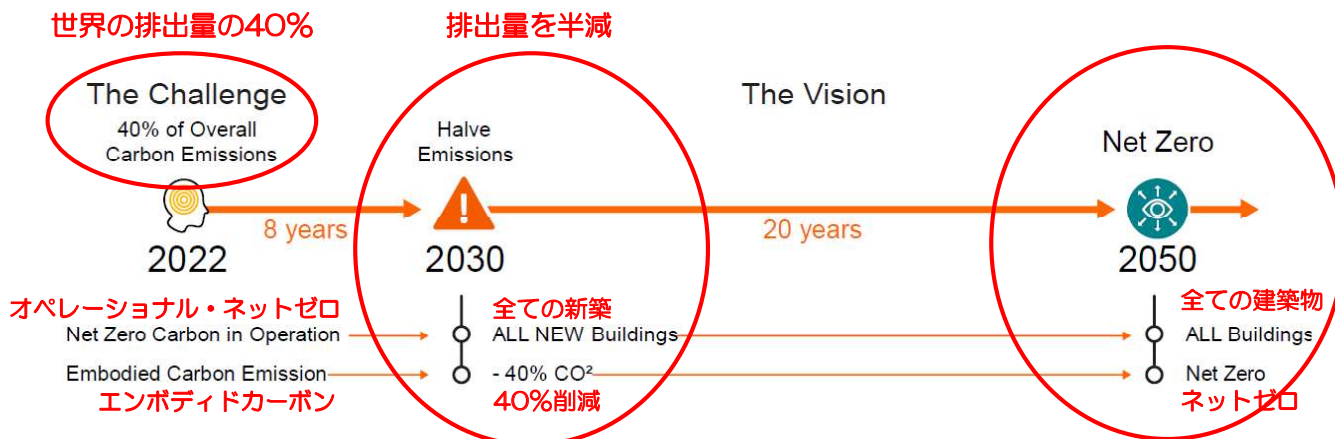 世界の排出量の40%
排出量を半減
The Challenge
40% of Overall
Carbon Emissions
Halve
Emissions
The Vision
Net Zero
8 years
20 years
2022
2030
2050
オペレーショナル・ネットゼロ
全ての新築
全ての建築物
Net Zero Carbon in Operation
ALL NEW Buildings
ALL Buildings
Embodied Carbon Emission
- 40% CO²
Net Zero
エンボディドカーボン
40%削減
ネットゼロ